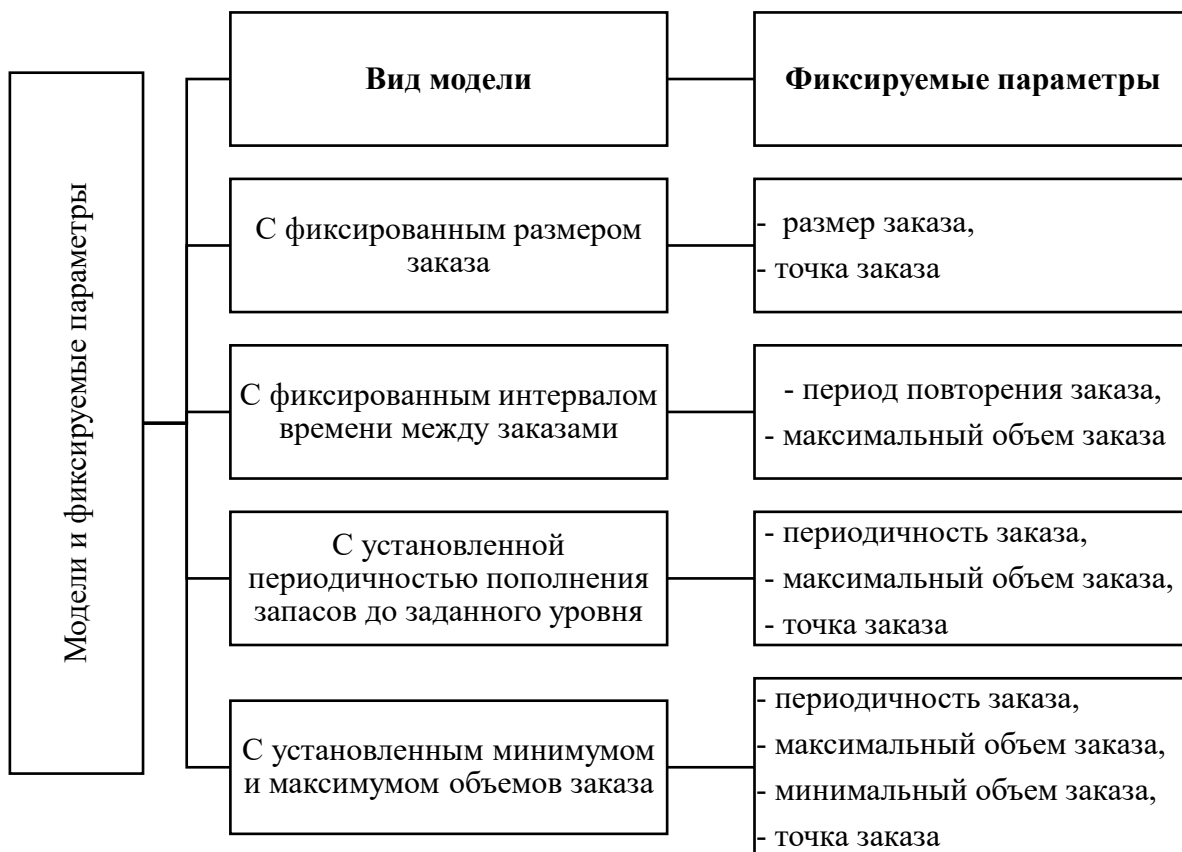 Модели и фиксируемые параметры
Вид модели
Фиксируемые параметры
С фиксированным размером
заказа
- размер заказа,
- точка заказа
С фиксированным интервалом
времени между заказами
- период повторения заказа,
- максимальный объем заказа
С установленной
периодичностью пополнения
запасов до заданного уровня
- периодичность заказа,
- максимальный объем заказа,
- точка заказа
С установленным минимумом
и максимумом объемов заказа
- периодичность заказа,
- максимальный объем заказа,
- минимальный объем заказа,
- точка заказа